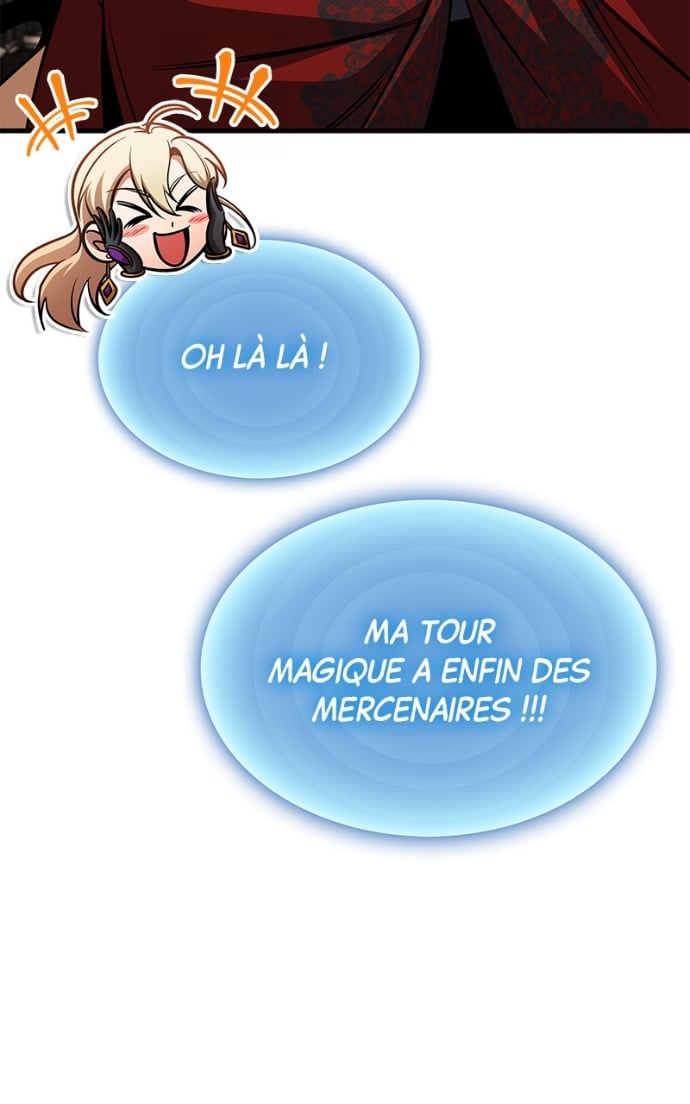 OH LÀ LÀ !
MA TOUR
MAGIQUE A ENFIN DES
MERCENAIRES !!!